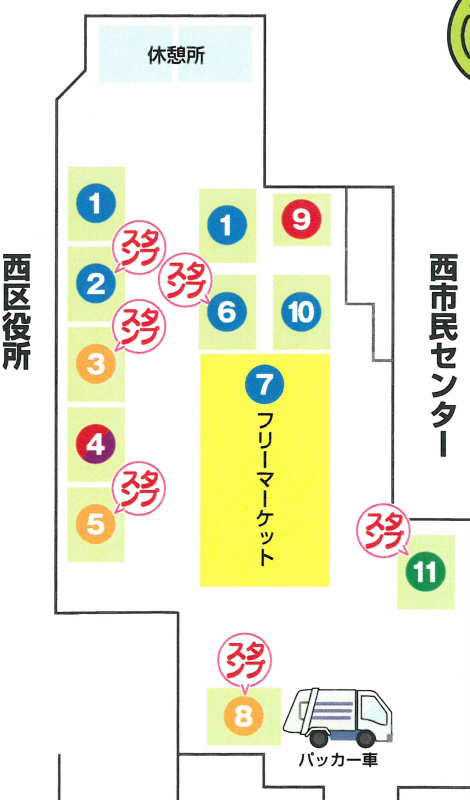 休憩所
1
1
9
スタンプ
2
スタンプ
6
10
西区役所
西市民センター
スタンプ
3
7
フリーマーケット
4
スタンプ
5
スタンプ
11
スタンプ
8
パッカー車